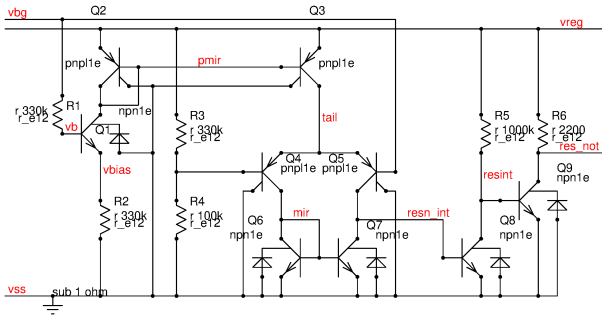 vbg
Q2
Q3
vreg
pnpl1e
pmir
pnpl1e
R1
r 330k
r_e12
vb
npn1e
Q1
R3
r 330k
r_e12
tail
R5
r 1000k
r_e12
R6
r 2200
r_e12
res_not
vbias
Q4
pnpl1e
Q5
pnpl1e
resint
Q9
npn1e
R2
r 330k
r_e12
R4
r 100k
r_e12
mir
resn_int
Q6
npn1e
Q7
npn1e
Q8
npn1e
vss
sub 1 ohm